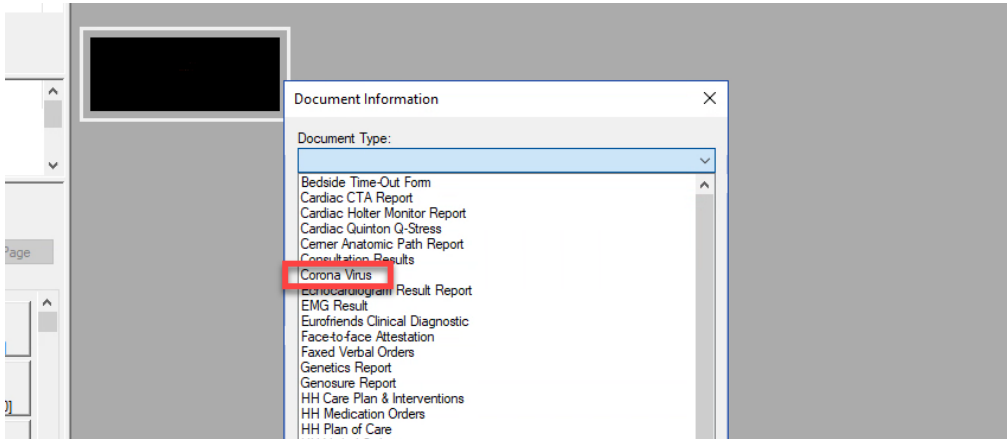 Document Information
Document Type:
Bedside Time-Out Form
Cardiac CTA Report
Cardiac Holter Monitor Report
Cardiac Quinton Q-Stress
Cerner Anatomic Path Report
Consultation Results
Corona Virus
Echocardiogram Result Report
EMG Result
Eurofriends Clinical Diagnostic
Page
Face-to-face Attestation
Faxed Verbal Orders
Genetics Report
Genosure Report
HH Care Plan & Interventions
HH Medication Orders
HH Plan of Care